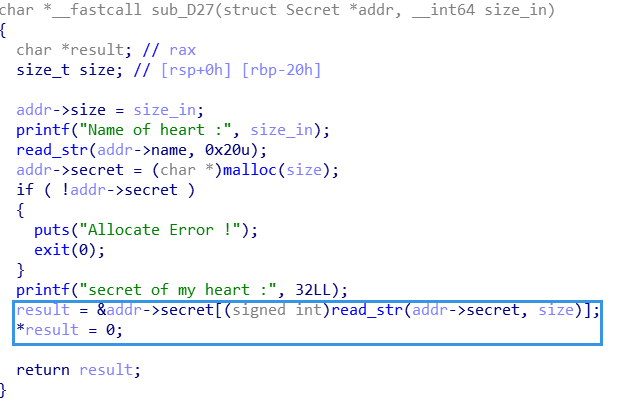 char *__fastcall sub_D27(struct Secret *addr, __int64 size_in)
{
  char *result; // rax
  size_t size; // [rsp+0h] [rbp-20h]

  addr->size = size_in;
  printf("Name of heart :", size_in);
  read_str(addr->name, 0x20u);
  addr->secret = (char *)malloc(size);
  if ( !addr->secret )
  {
    puts("Allocate Error !");
    exit(0);
  }
  printf("secret of my heart :", 32LL);
  result = &addr->secret[(signed int)read_str(addr->secret, size)];
  *result = 0;

  return result;
}